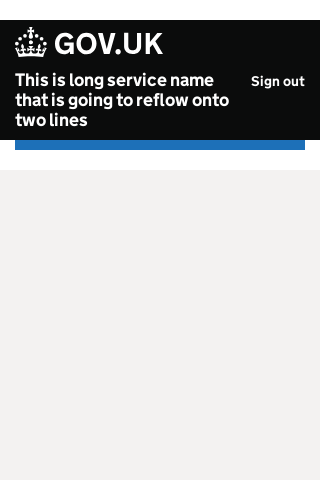 GOV.UK
This is long service name
that is going to reflow onto
two lines
Sign out